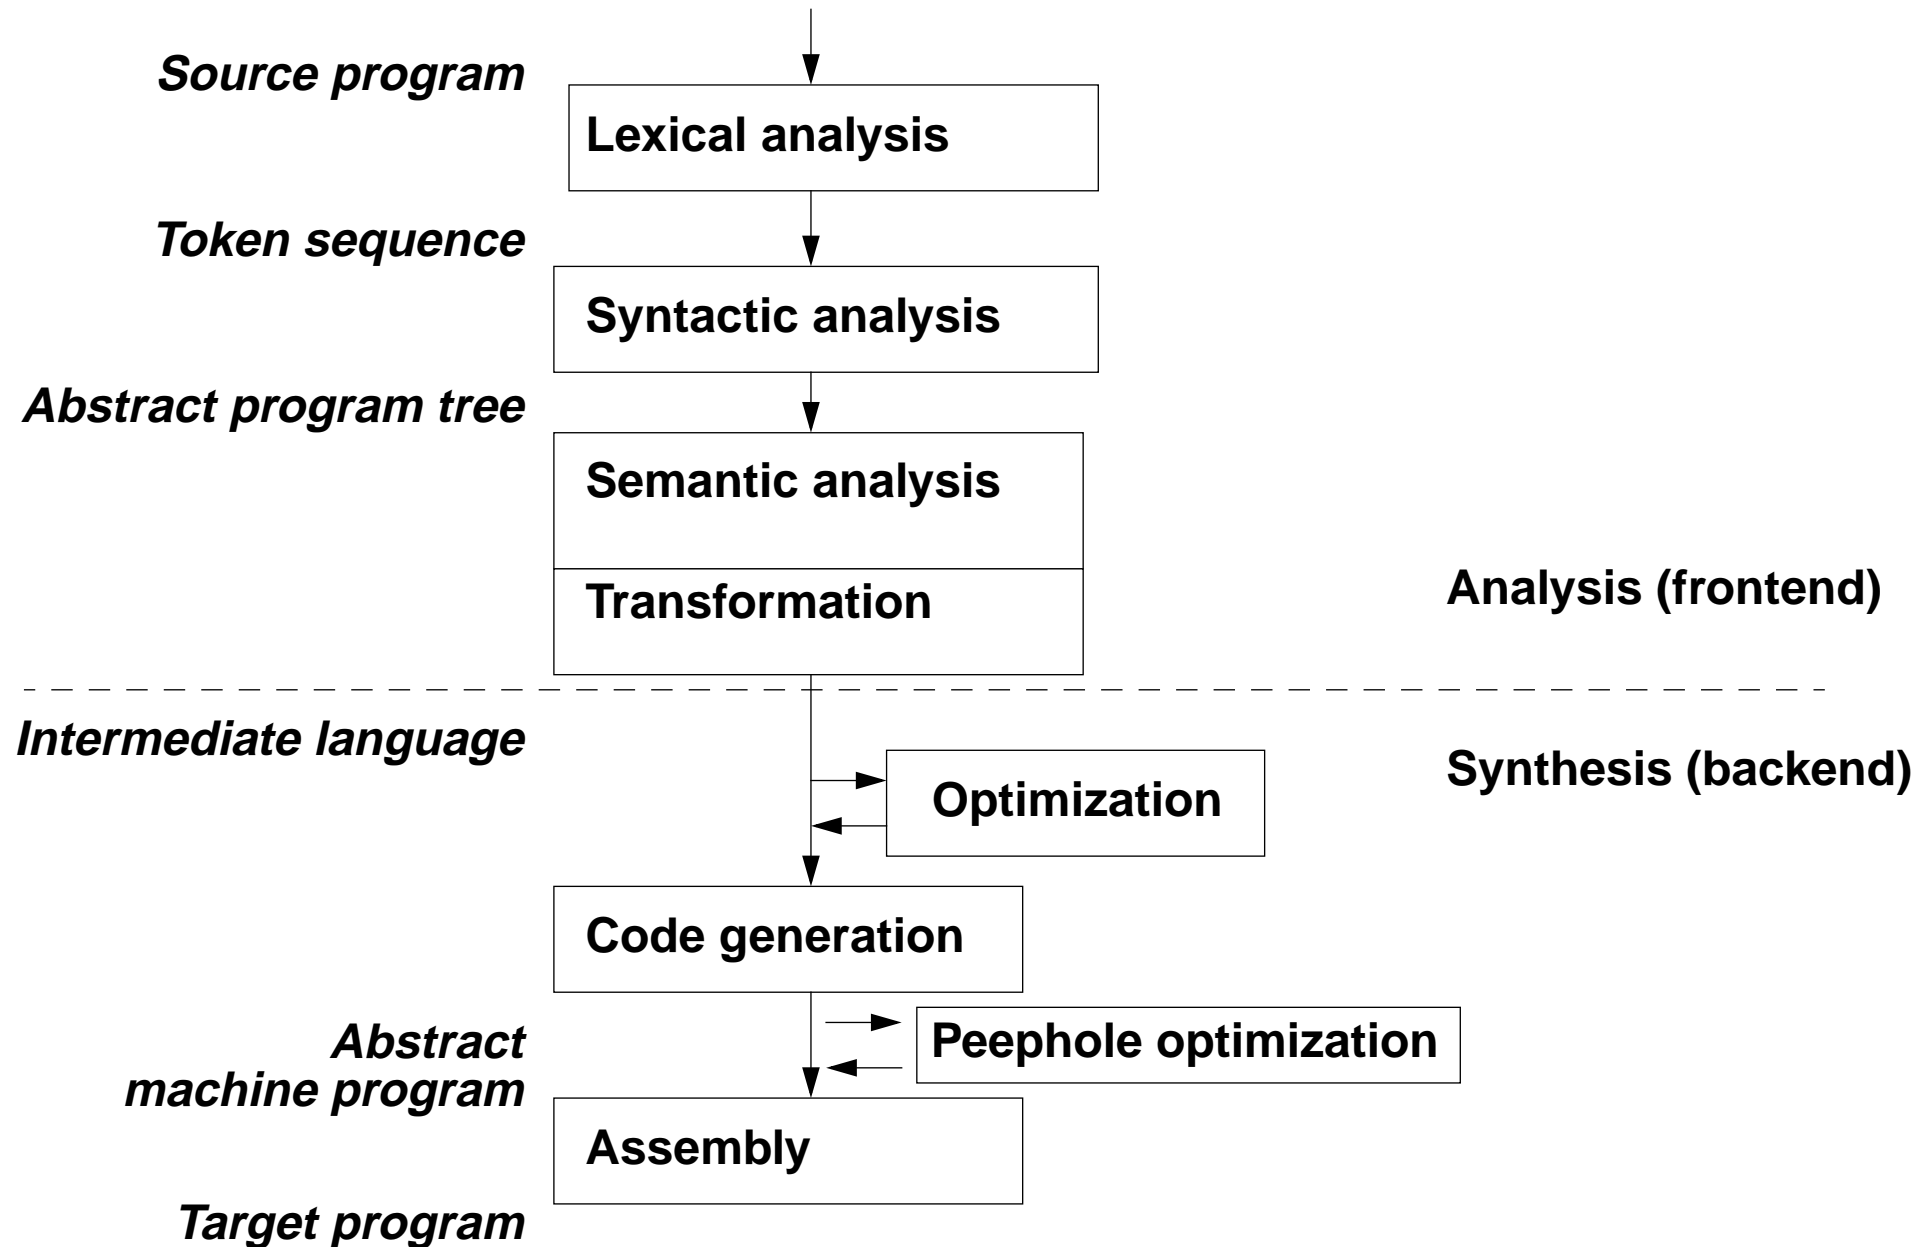 Source program
Lexical analysis
Token sequence
Syntactic analysis
Abstract program tree
Semantic analysis
Transformation
Analysis (frontend)
Intermediate language
Synthesis (backend)
Optimization
Code generation
Abstract
machine program
Peephole optimization
Assembly
Target program